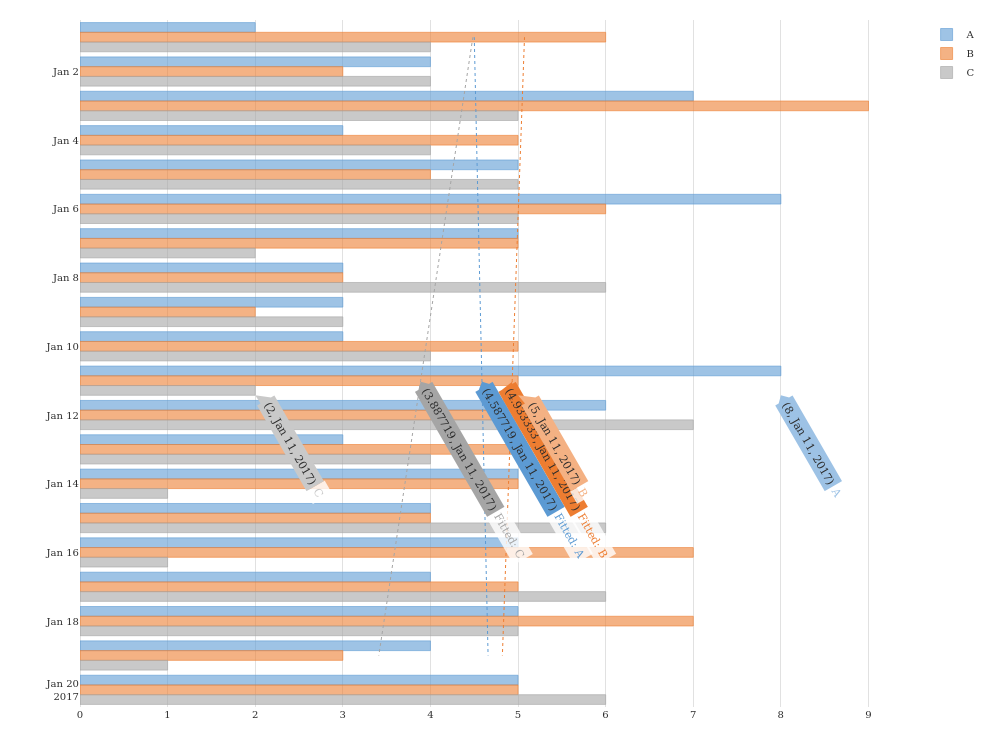 A
B
C
Jan 2
Jan 4
Jan 6
Jan 8
Jan 10
Jan 12
Jan 14
Jan 16
Jan 18
Jan 20
2017
(2, Jan 11, 2017) C
(3.887719, Jan 11, 2017) Fitted: C
(4.587719, Jan 11, 2017) Fitted: A
(4.933333, Jan 11, 2017) Fitted: B
(5, Jan 11, 2017) B
(8, Jan 11, 2017) A
0 1 2 3 4 5 6 7 8 9